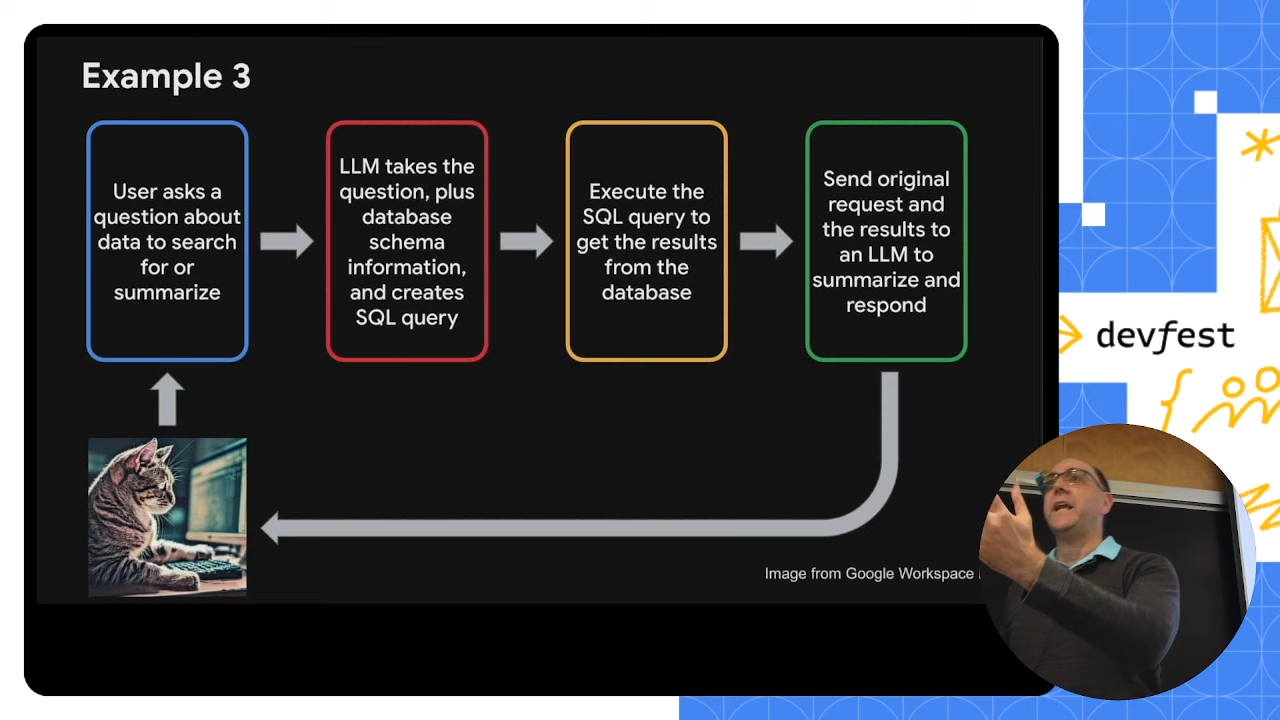 Example 3
User asks a
question about
data to search
for or
summarize
LLM takes the
question, plus
database
schema
information,
and creates
SQL query
Execute the
SQL query to
get the results
from the
database
Send original
request and
the results to
an LLM to
summarize and
respond
Image from Google Workspace
devfest